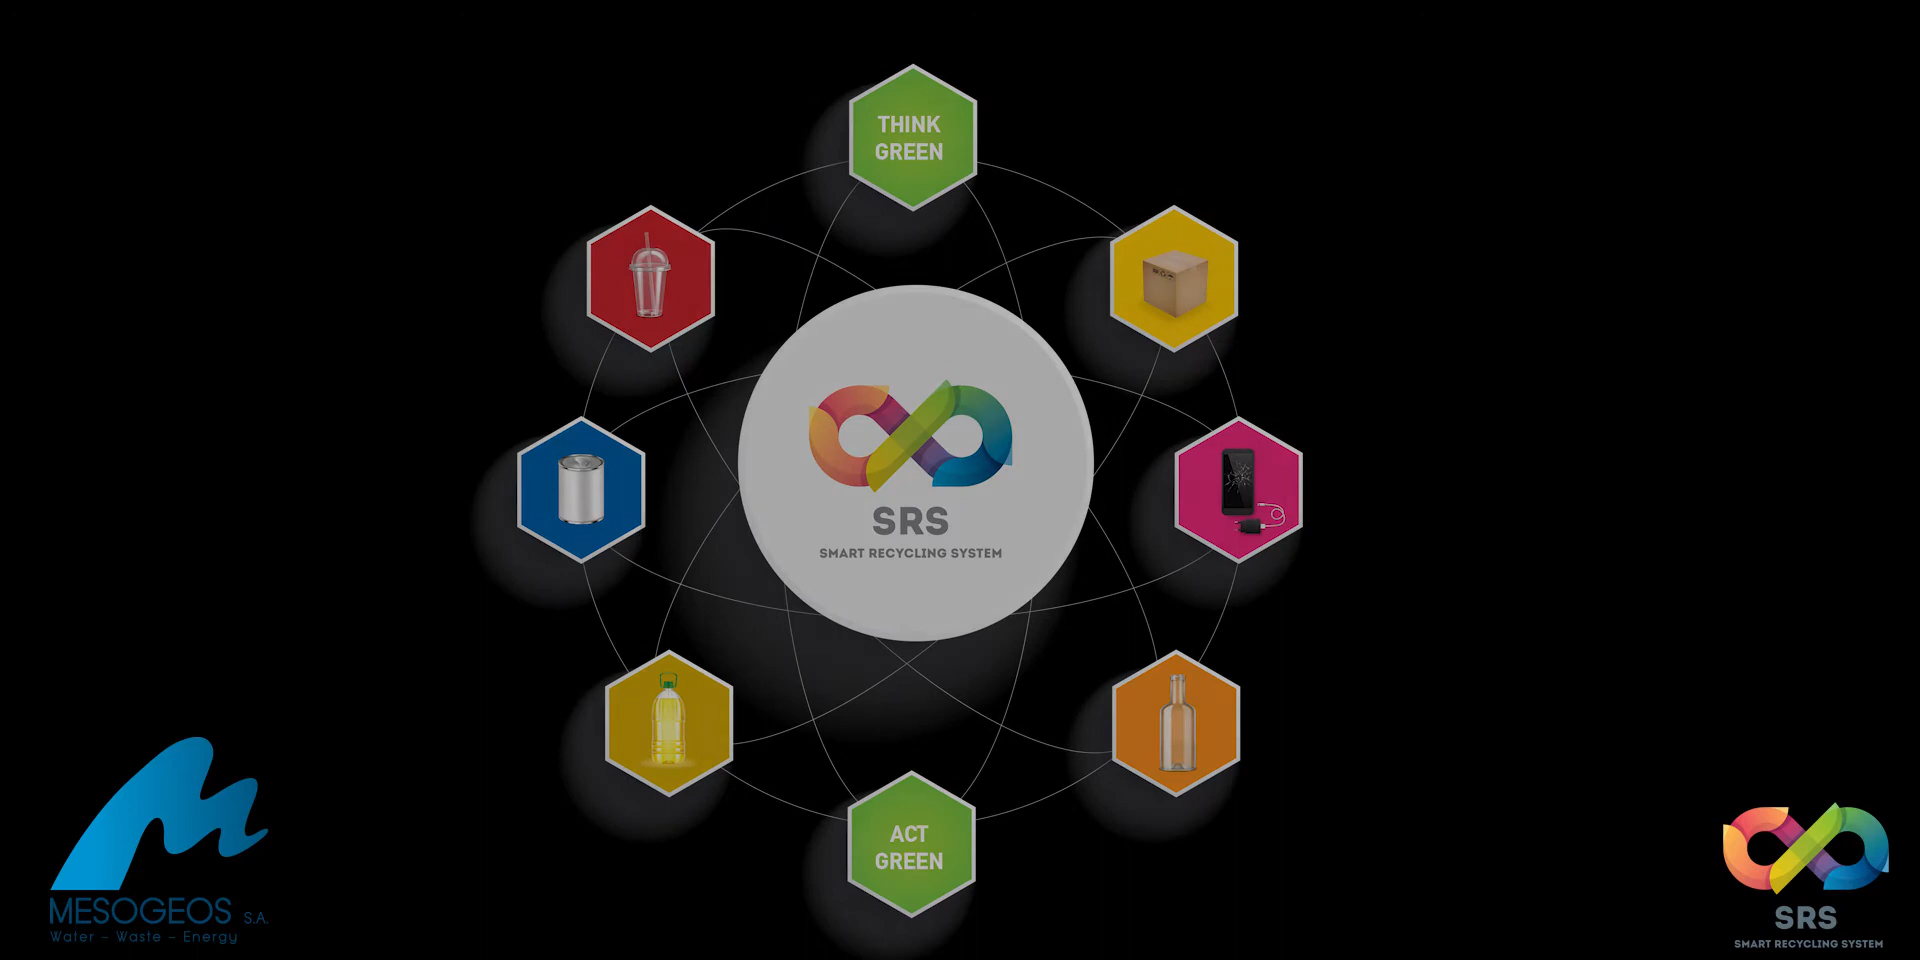 THINK
GREEN
SRS
SMART RECYCLING SYSTEM
ACT
GREEN
MESOGEOS S.A.
Water – Waste – Energy
SRS
SMART RECYCLING SYSTEM